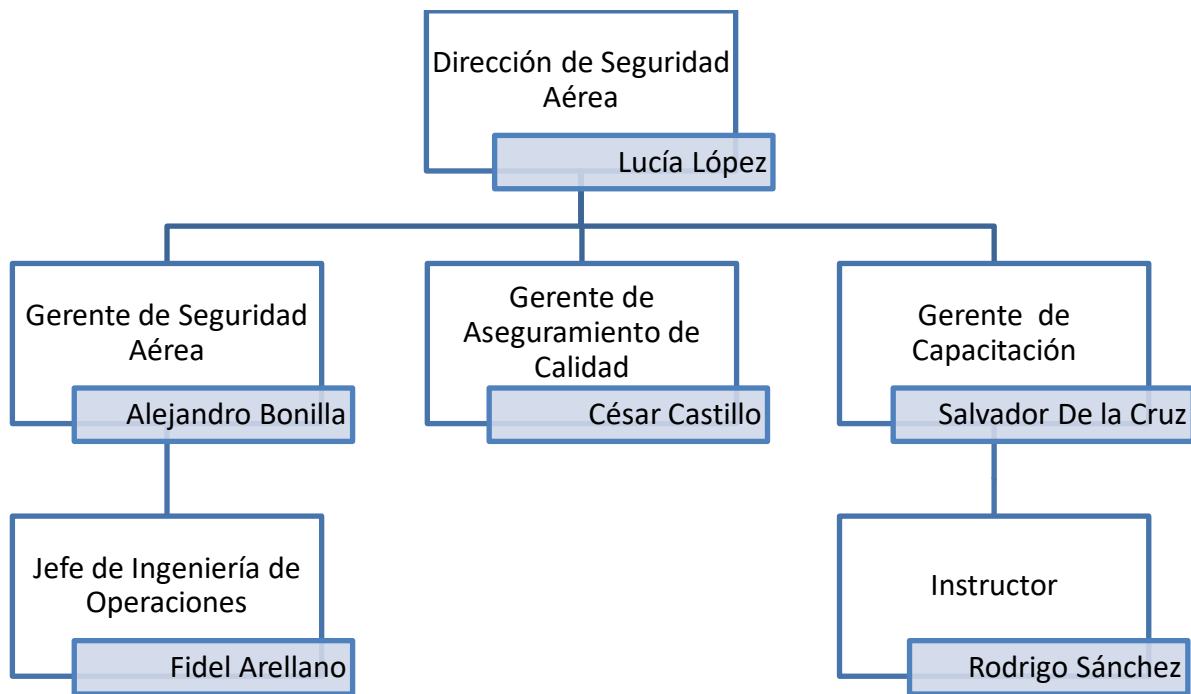 Dirección de Seguridad
Aérea
Lucía López
Gerente de Seguridad
Aérea
Alejandro Bonilla
Gerente de
Aseguramiento de
Calidad
César Castillo
Gerente de
Capacitación
Salvador De la Cruz
Jefe de Ingeniería de
Operaciones
Fidel Arellano
Instructor
Rodrigo Sánchez